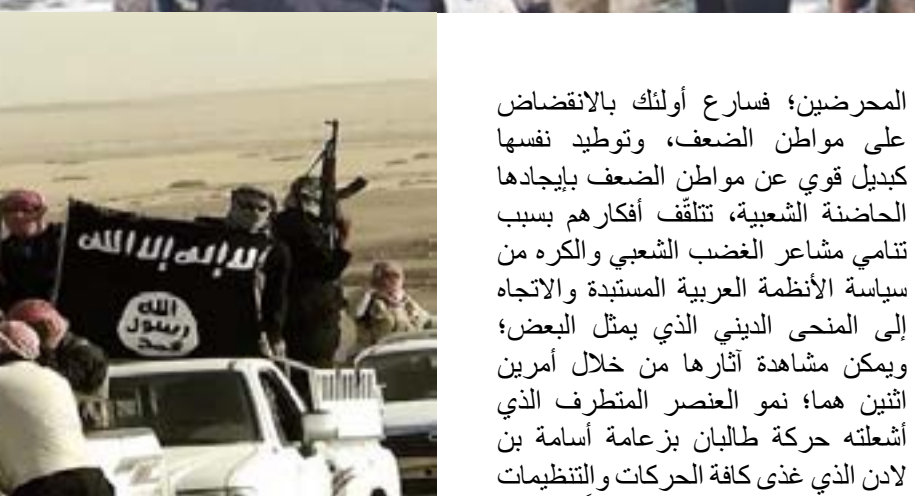 المحرضين؛ فسارع أولئك بالانقضاض
على مواطن الضعف، وتوطيد نفسها
كبديل قوي عن مواطن الضعف بإيجادها
الحاضنة الشعبية، تتلقّف أفكارهم بسبب
تنامي مشاعر الغضب الشعبي والكره من
سياسة الأنظمة العربية المستبدة والاتجاه
إلى المنحى الديني الذي يمثل البعض؛
ويمكن مشاهدة آثارها من خلال أمرين
اثنين هما؛ نمو العنصر المتطرف الذي
أشعلته حركة طالبان بزعامة أسامة بن
لادن الذي غذى كافة الحركات والتنظيمات
لا إله إلا الله
الله
رسول
محمد